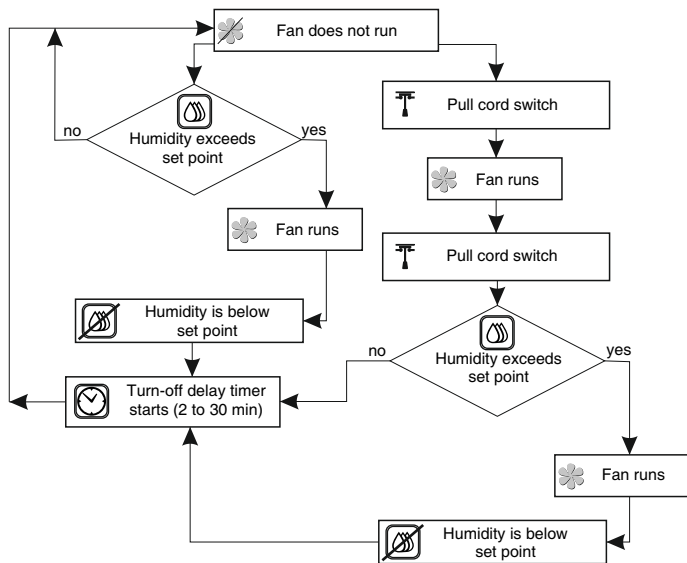 Fan does not run
Pull cord switch
no
Humidity exceeds
set point
yes
Fan runs
Fan runs
Pull cord switch
Humidity is below
set point
no
Humidity exceeds
set point
yes
Turn-off delay timer
starts (2 to 30 min)
Fan runs
Humidity is below
set point